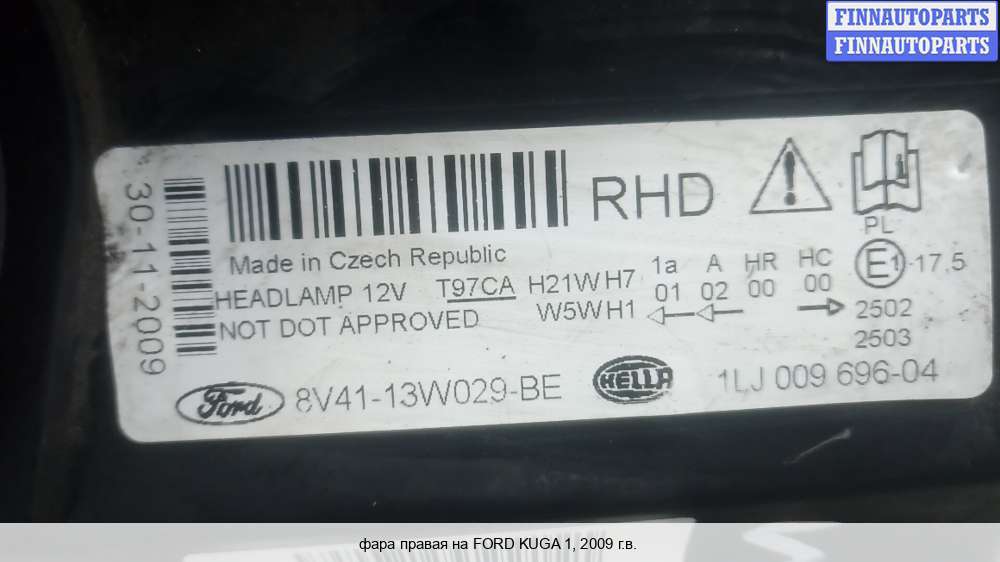 FINNAUTOPARTS
FINNAUTOPARTS
30-11-2009
RHD
Made in Czech Republic
HEADLAMP 12V T97CA H21W H7
NOT DOT APPROVED W5W H1
1a A HR HC
01 02 00 00
PL
E1 -17,5
2502
2503
Ford 8V41-13W029-BE HELLA 1LJ 009 696-04
фара правая на FORD KUGA 1, 2009 г.в.